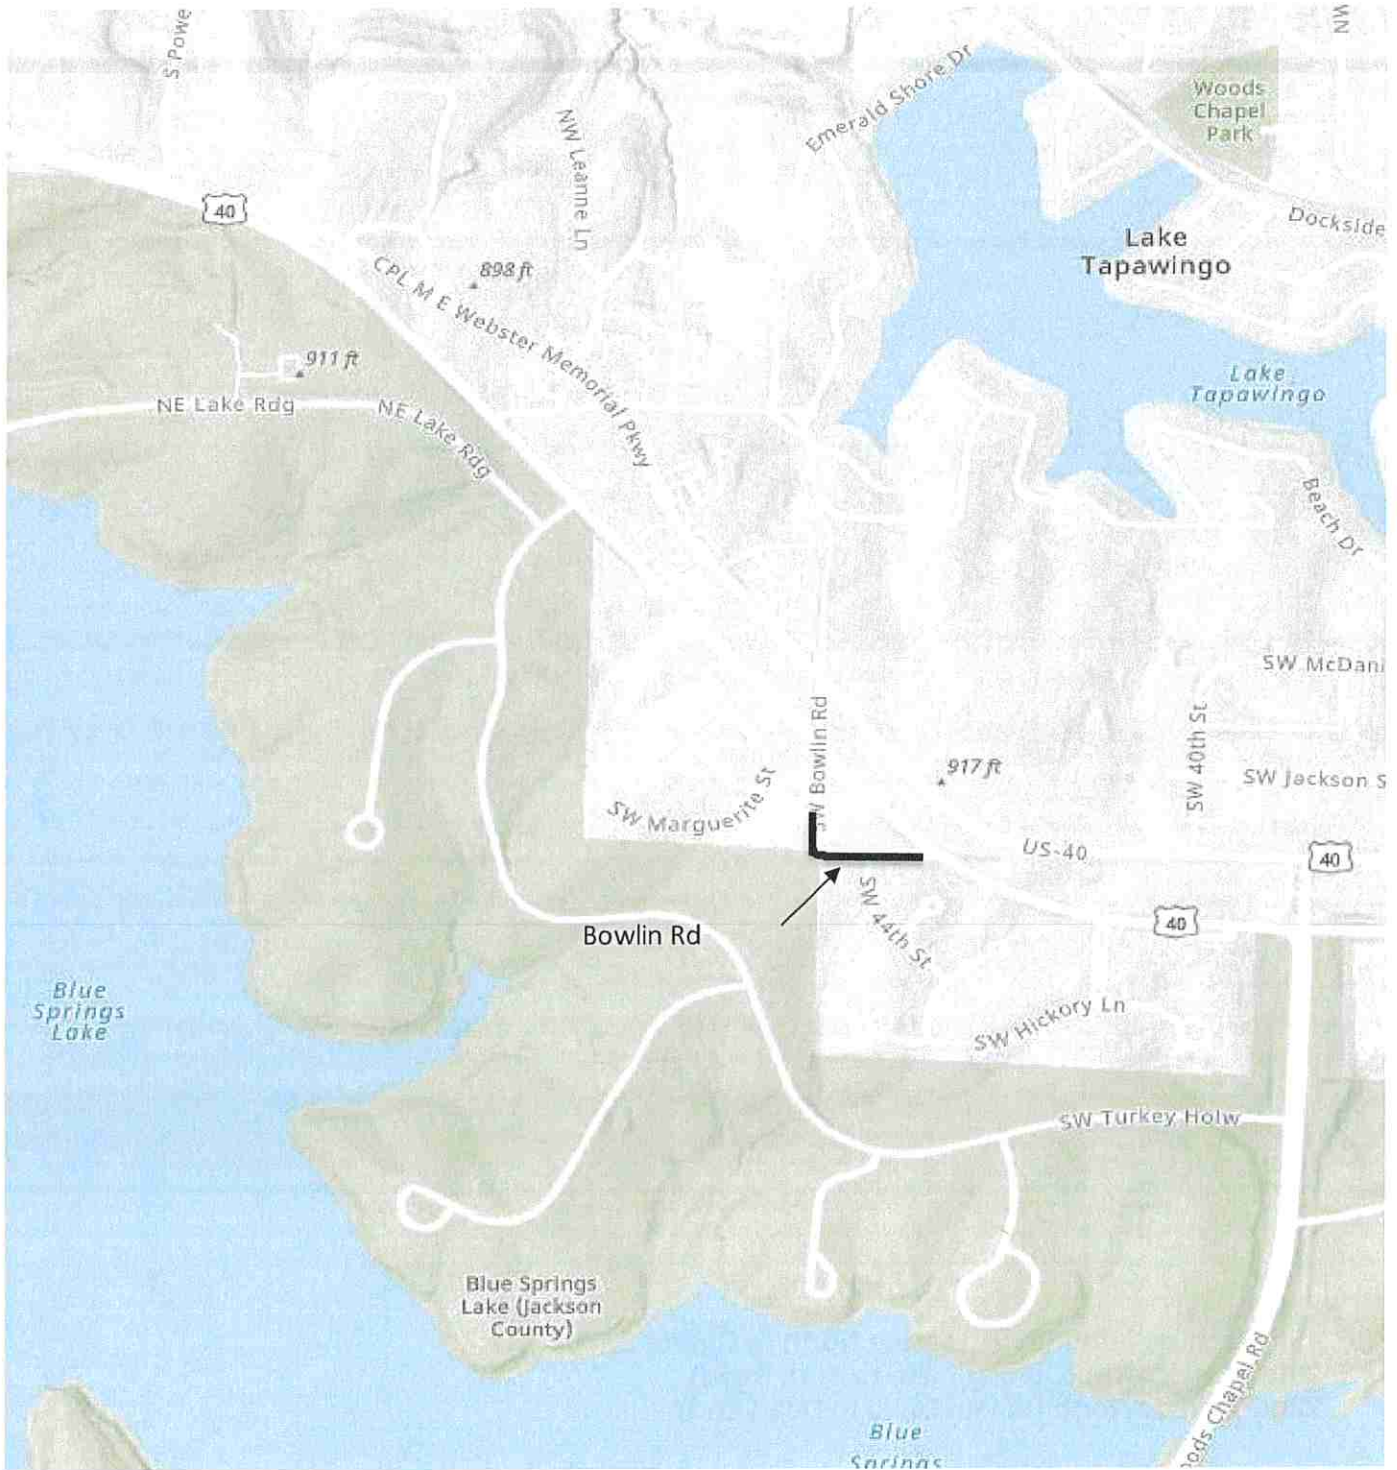 S Powe
NW
Emerald Shore Dr
Woods
Chapel
Park
NW Leanne Ln
40
Dockside
Lake
Tapawingo
898 ft
CPL M E Webster Memorial Pkwy
911 ft
Lake
Tapawingo
NE Lake Rdg
NE Lake Rdg
Beach Dr
SW McDani
SW Bowlin Rd
SW 40th St
917 ft
SW Jackson S
SW Marguerite St
US-40
40
SW 44th St
40
Bowlin Rd
Blue
Springs
Lake
SW Hickory Ln
SW Turkey Holw
Blue Springs
Lake (Jackson
County)
oods Chapel Rd
Blue
Springs